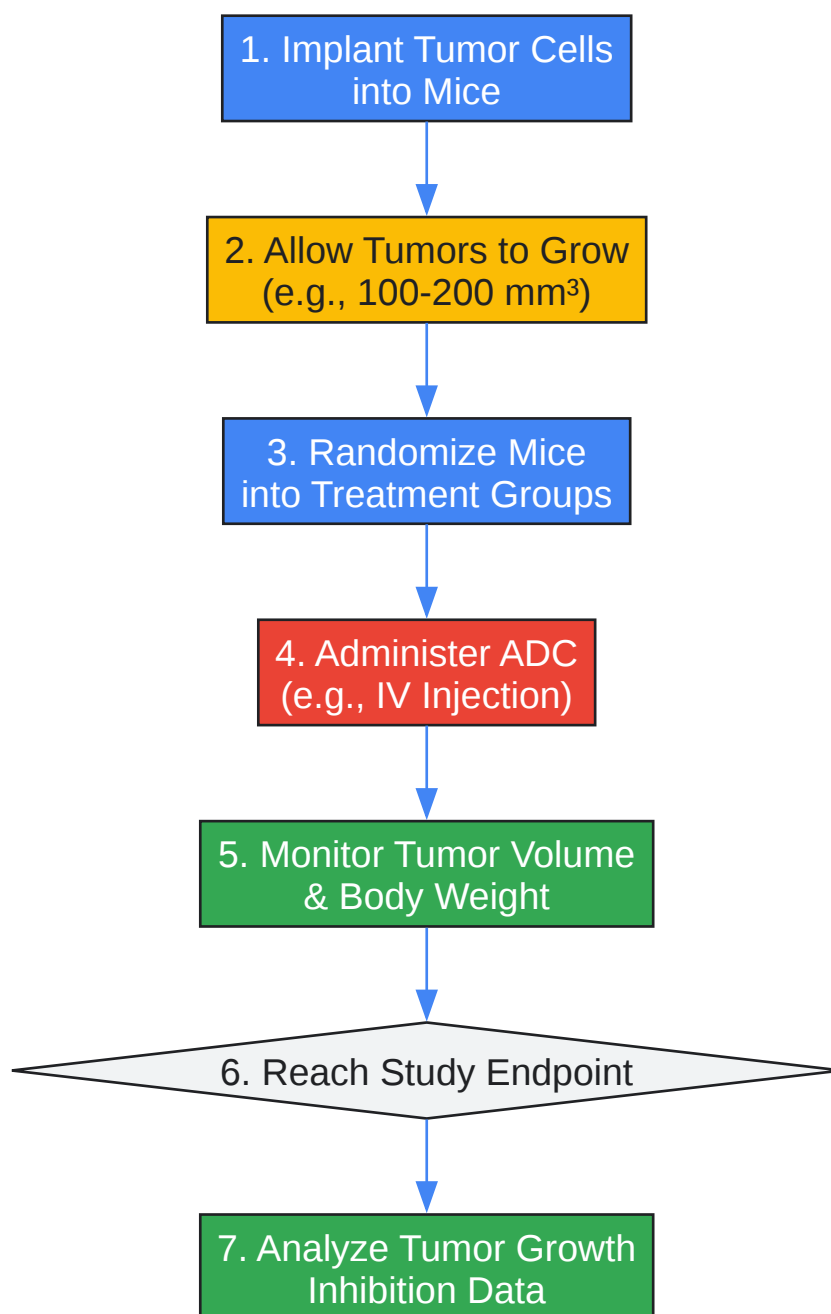 1. Implant Tumor Cells
into Mice
2. Allow Tumors to Grow
(e.g., 100-200 mm³)
3. Randomize Mice
into Treatment Groups
4. Administer ADC
(e.g., IV Injection)
5. Monitor Tumor Volume
& Body Weight
6. Reach Study Endpoint
7. Analyze Tumor Growth
Inhibition Data